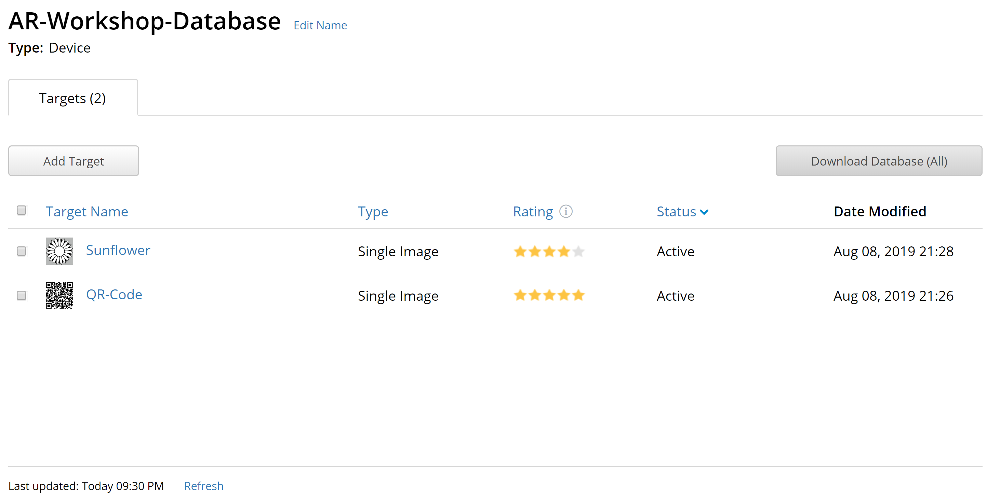 AR-Workshop-Database Edit Name
Type: Device
Targets (2)
Add Target Download Database (All)
Target Name Type Rating Status Date Modified
Sunflower Single Image Active Aug 08, 2019 21:28
QR-Code Single Image Active Aug 08, 2019 21:26
Last updated: Today 09:30 PM Refresh